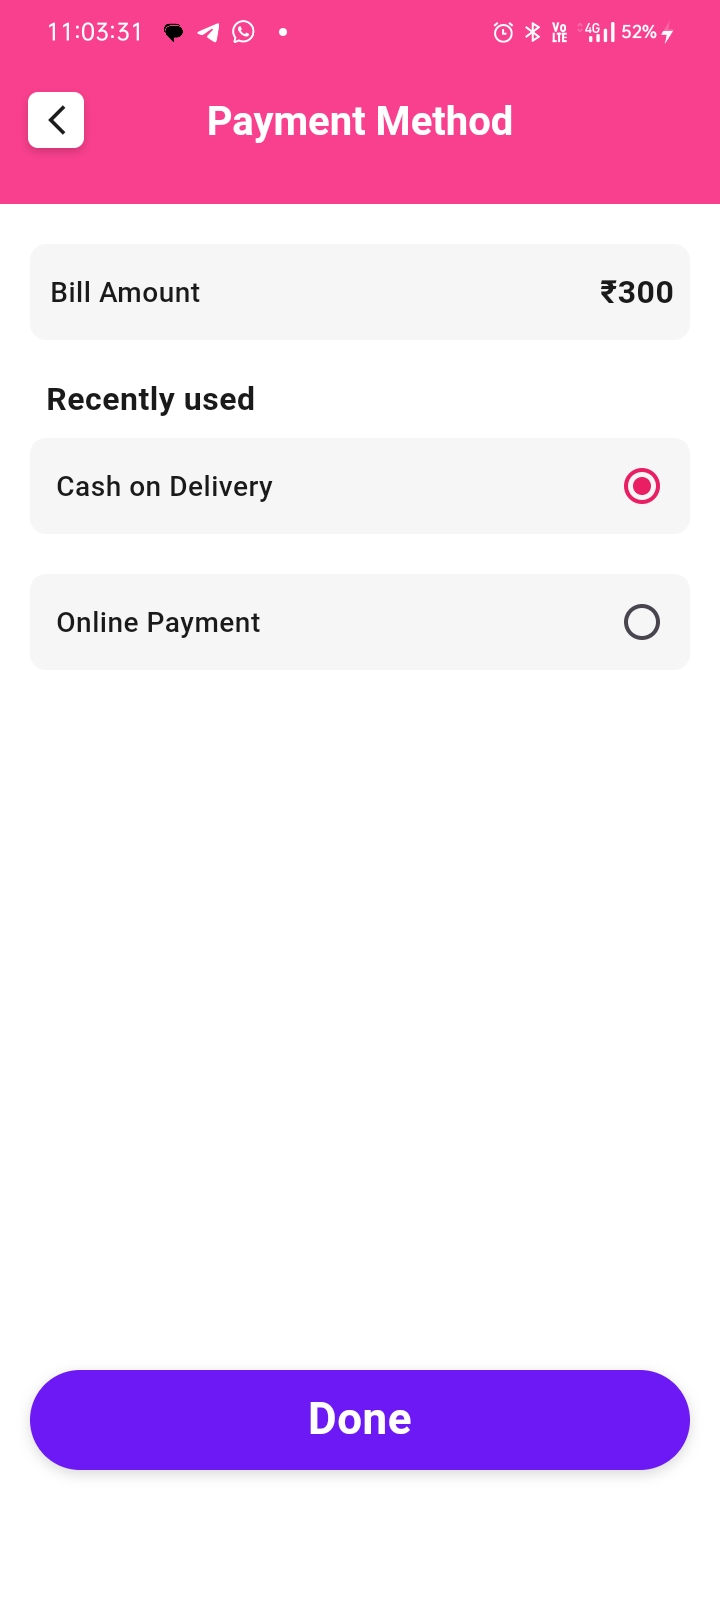 11:03:31 Vo LTE 4G 52%
Payment Method
Bill Amount ₹300
Recently used
Cash on Delivery
Online Payment
Done